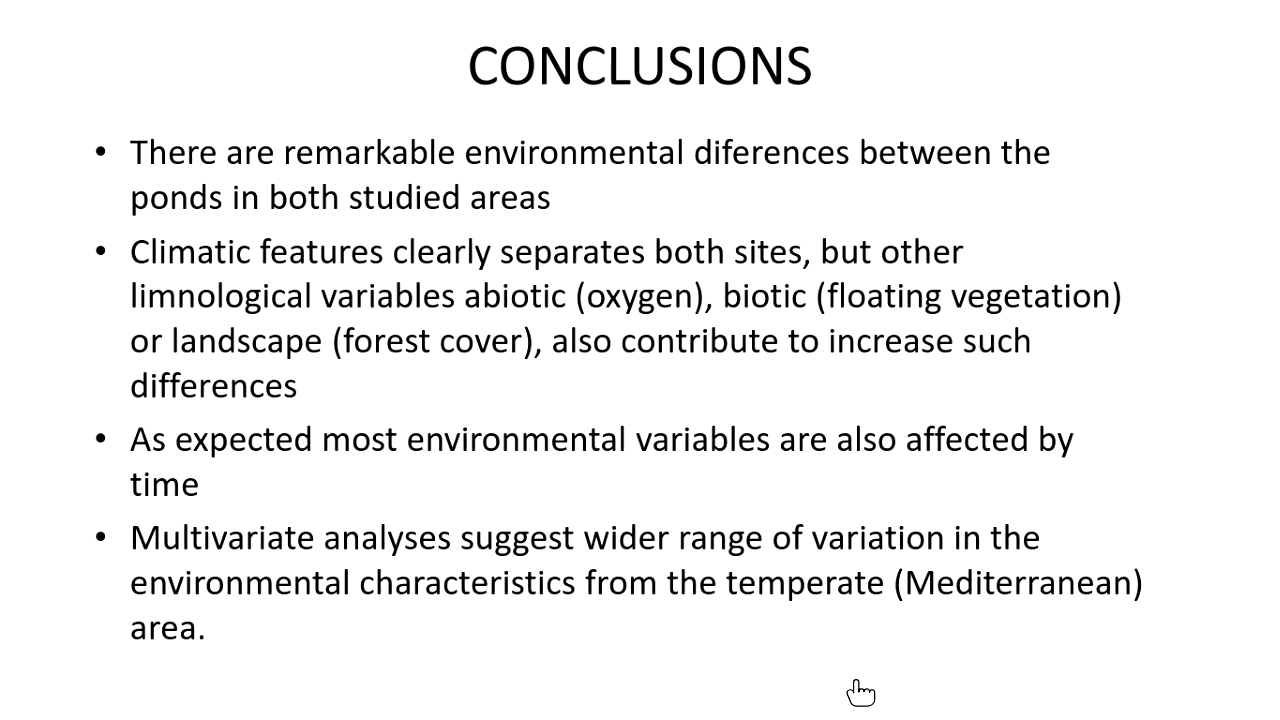 CONCLUSIONS
• There are remarkable environmental diferences between the
ponds in both studied areas
• Climatic features clearly separates both sites, but other
limnological variables abiotic (oxygen), biotic (floating vegetation)
or landscape (forest cover), also contribute to increase such
differences
• As expected most environmental variables are also affected by
time
• Multivariate analyses suggest wider range of variation in the
environmental characteristics from the temperate (Mediterranean)
area.